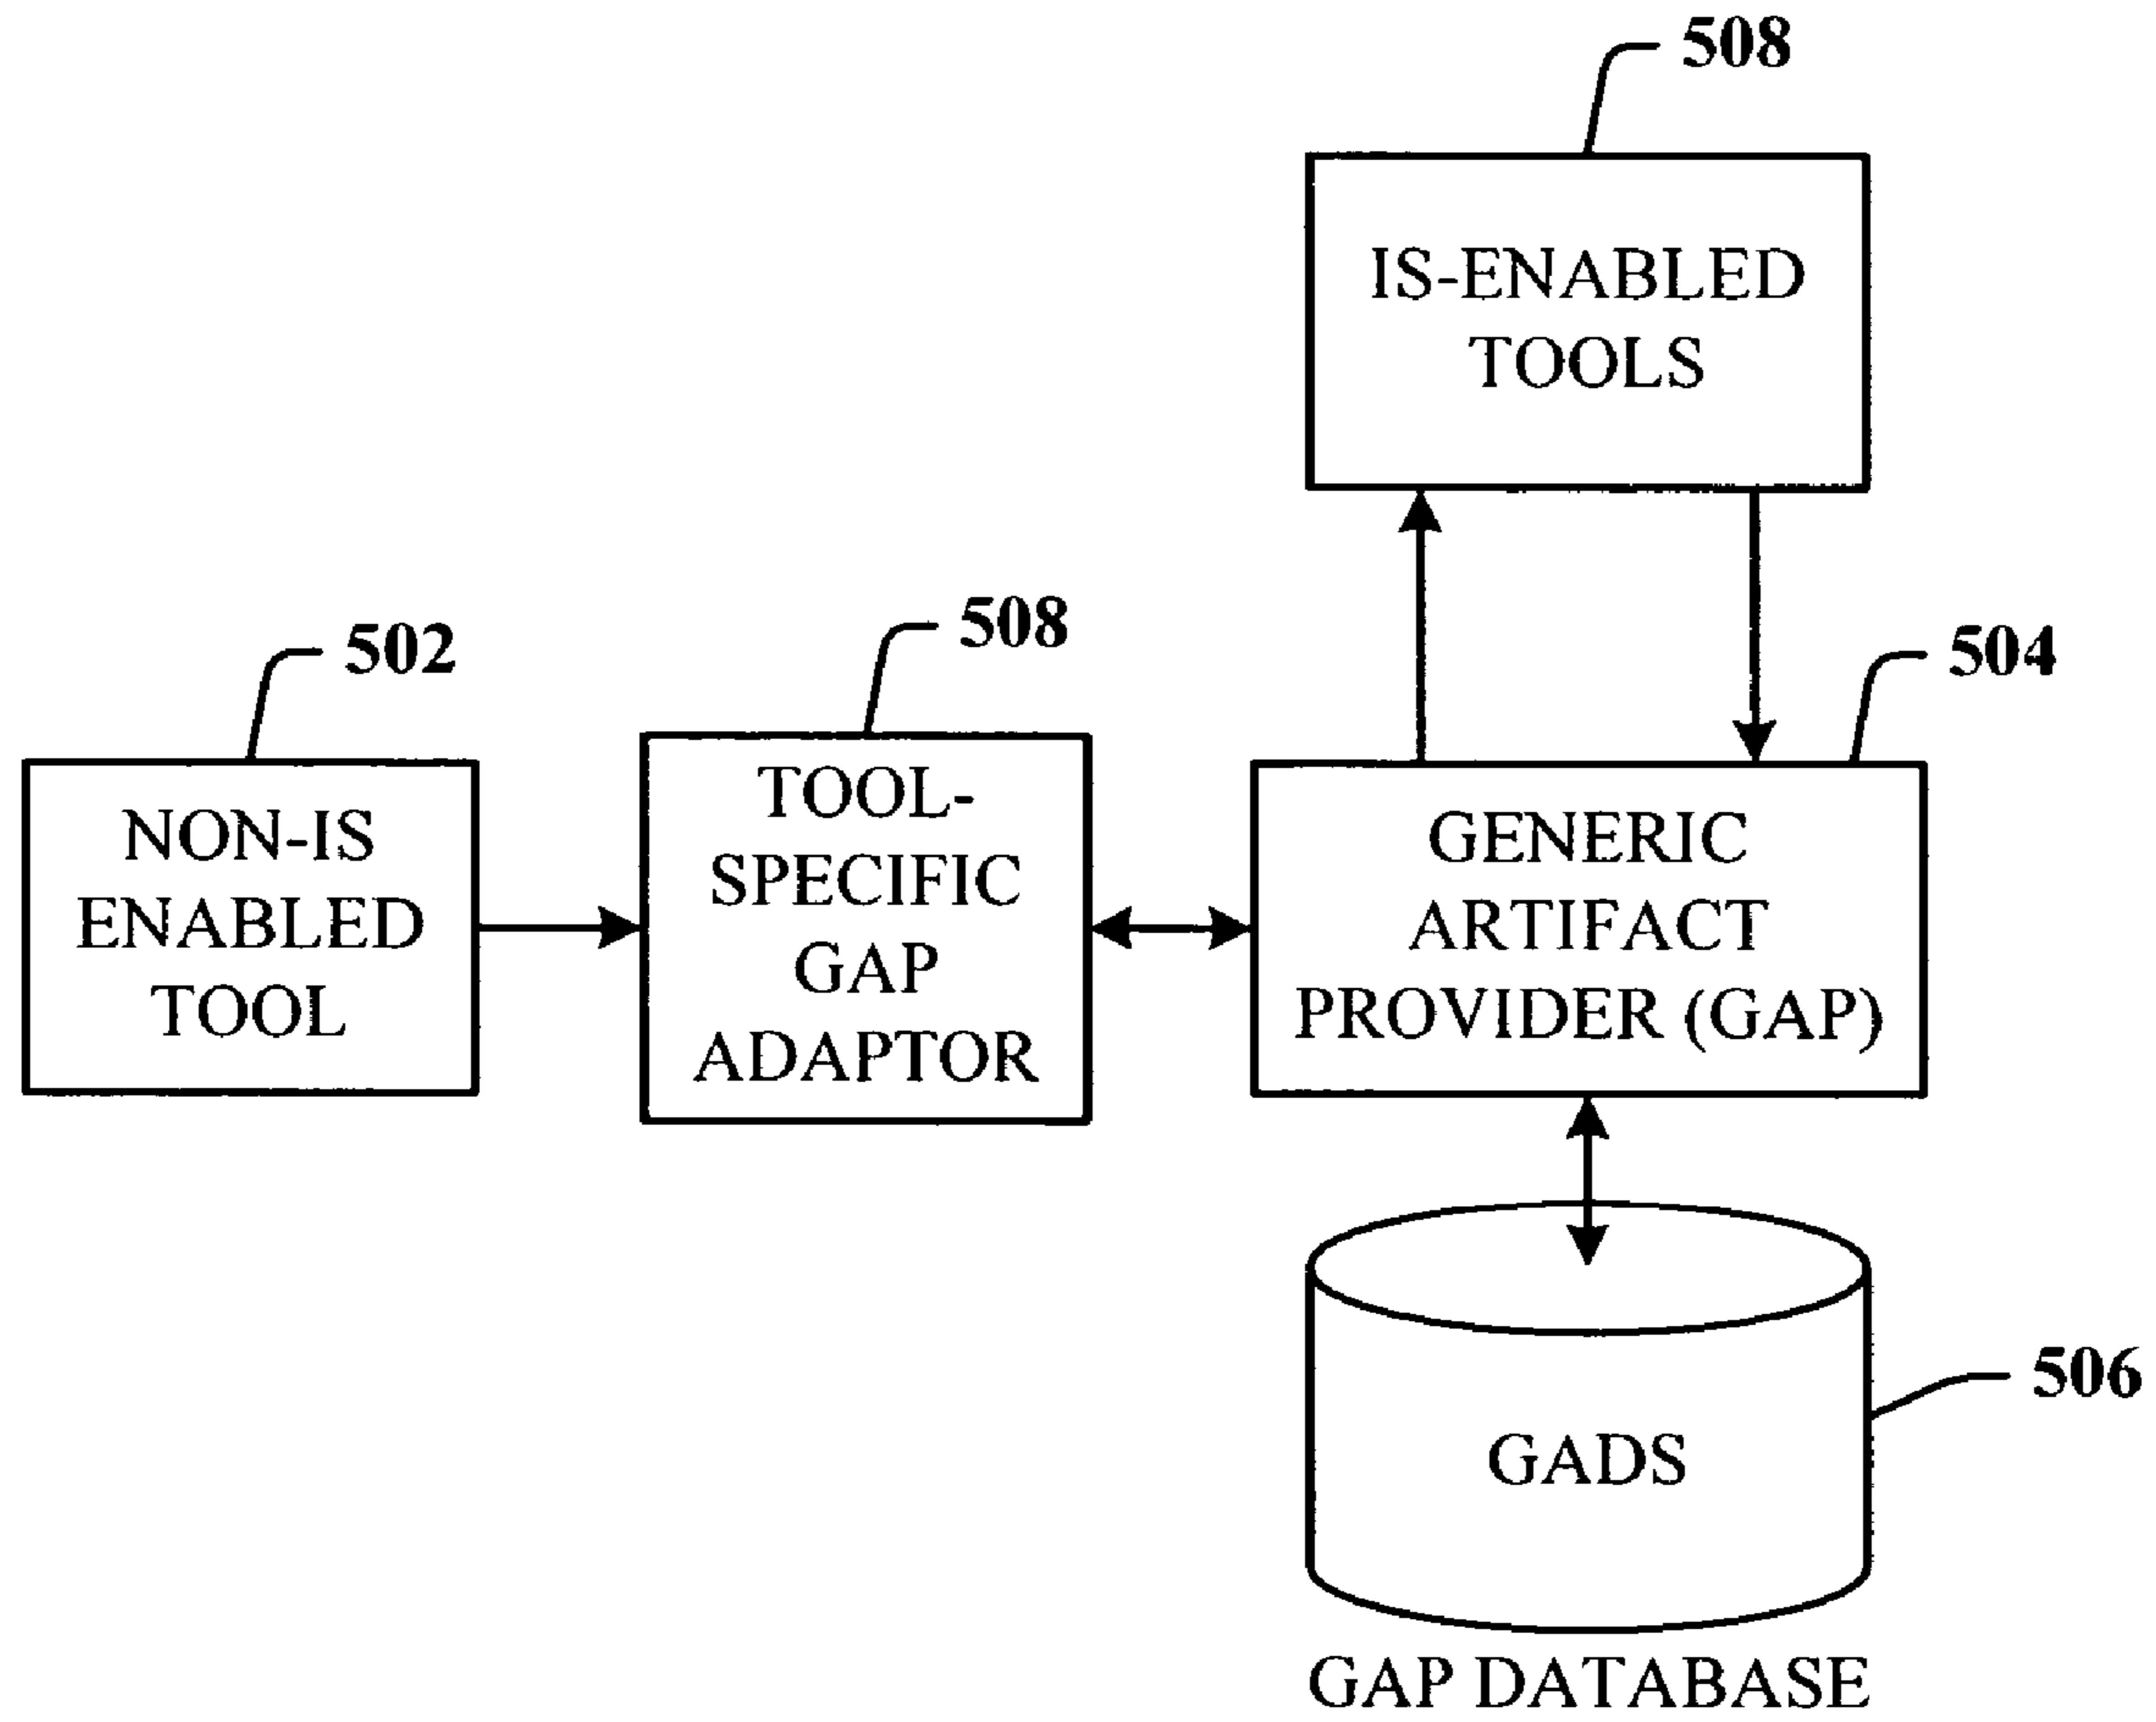 508
IS-ENABLED
TOOLS
502
NON-IS
ENABLED
TOOL
508
TOOL-
SPECIFIC
GAP
ADAPTOR
504
GENERIC
ARTIFACT
PROVIDER (GAP)
506
GADS
GAP DATABASE